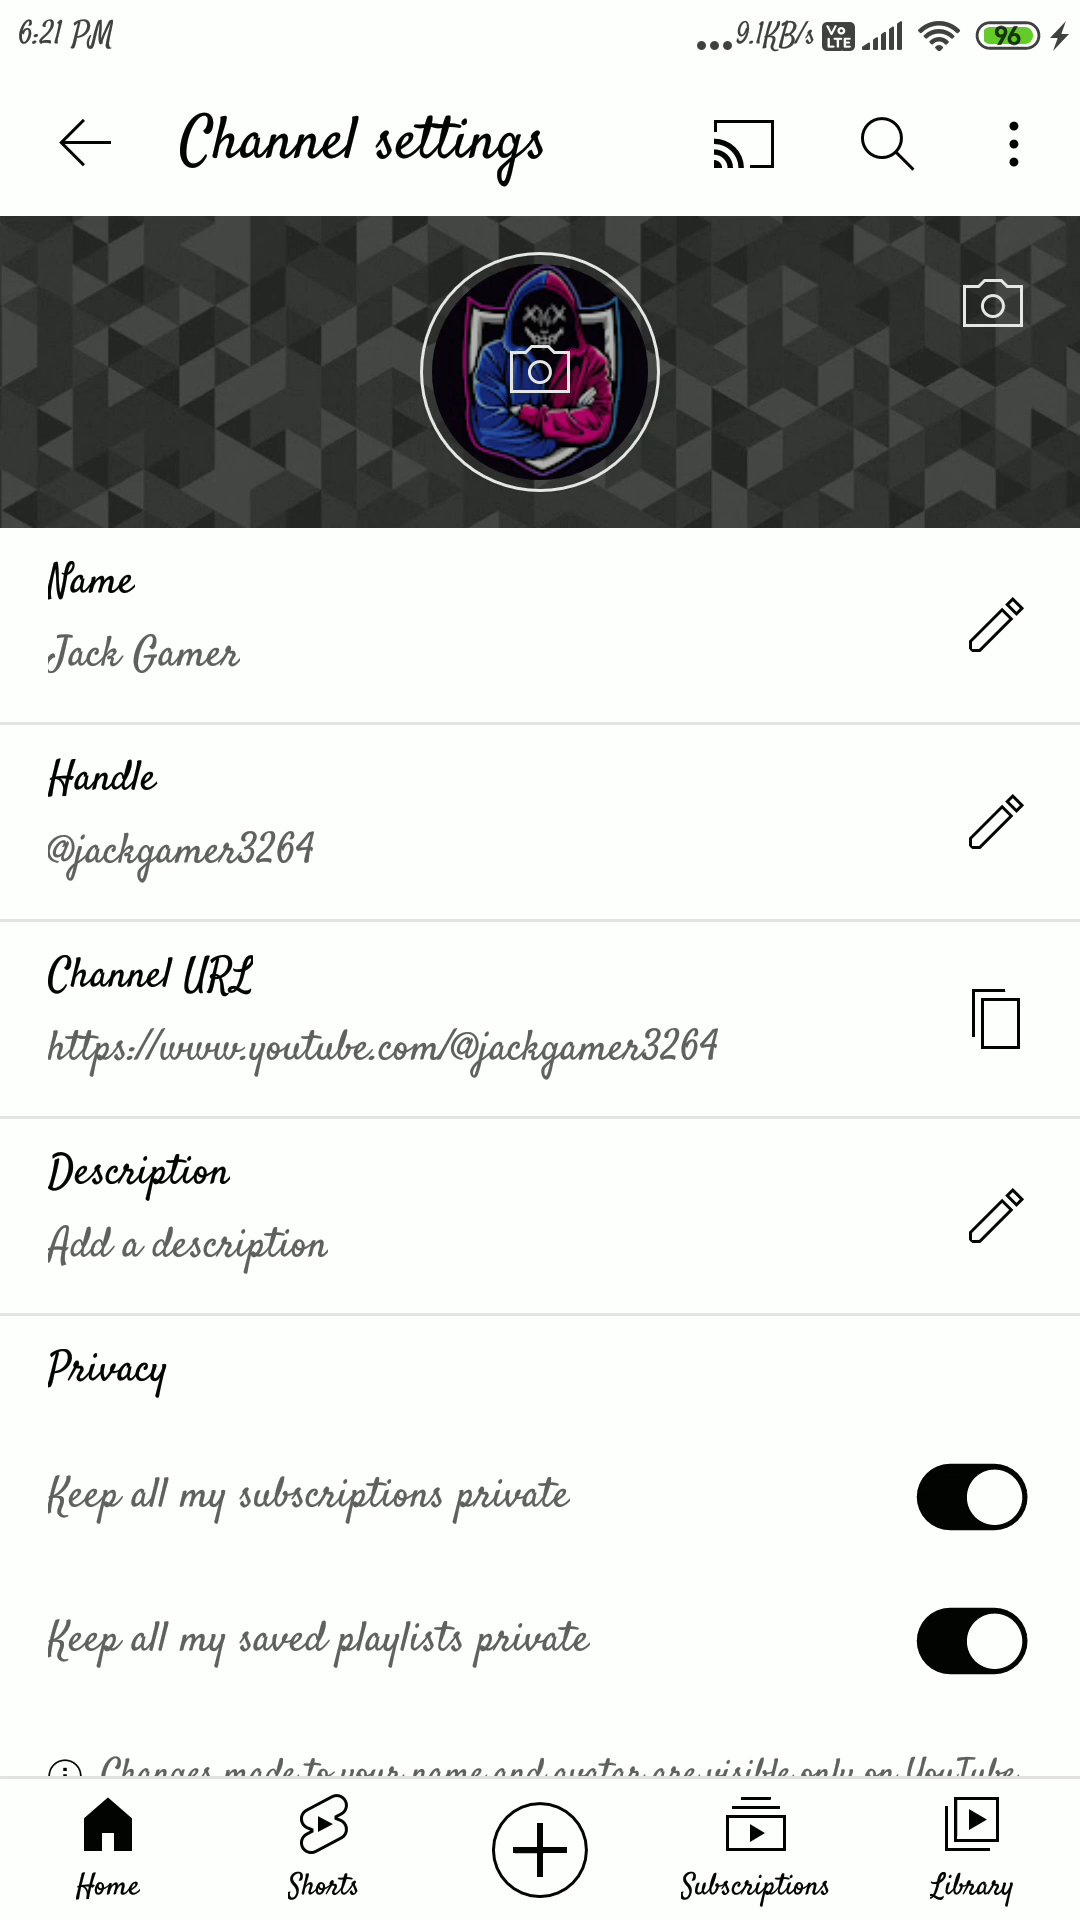 6:21 PM
...9.1KB/s Vo LTE 96
Channel settings
Name
Jack Gamer
Handle
@jackgamer3264
Channel URL
https://www.youtube.com/@jackgamer3264
Description
Add a description
Privacy
Keep all my subscriptions private
Keep all my saved playlists private
Changes made to your name and avatar are visible only on YouTube
Home
Shorts
Subscriptions
Library